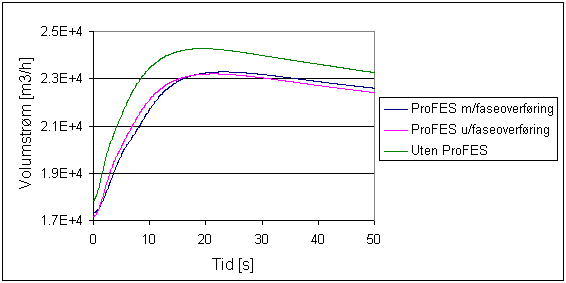 2.5E+4
2.3E+4
2.1E+4
1.9E+4
1.7E+4
Volumstrøm [m3/h]
0 10 20 30 40 50
Tid [s]
ProFES m/faseoverføring
ProFES u/faseoverføring
Uten ProFES